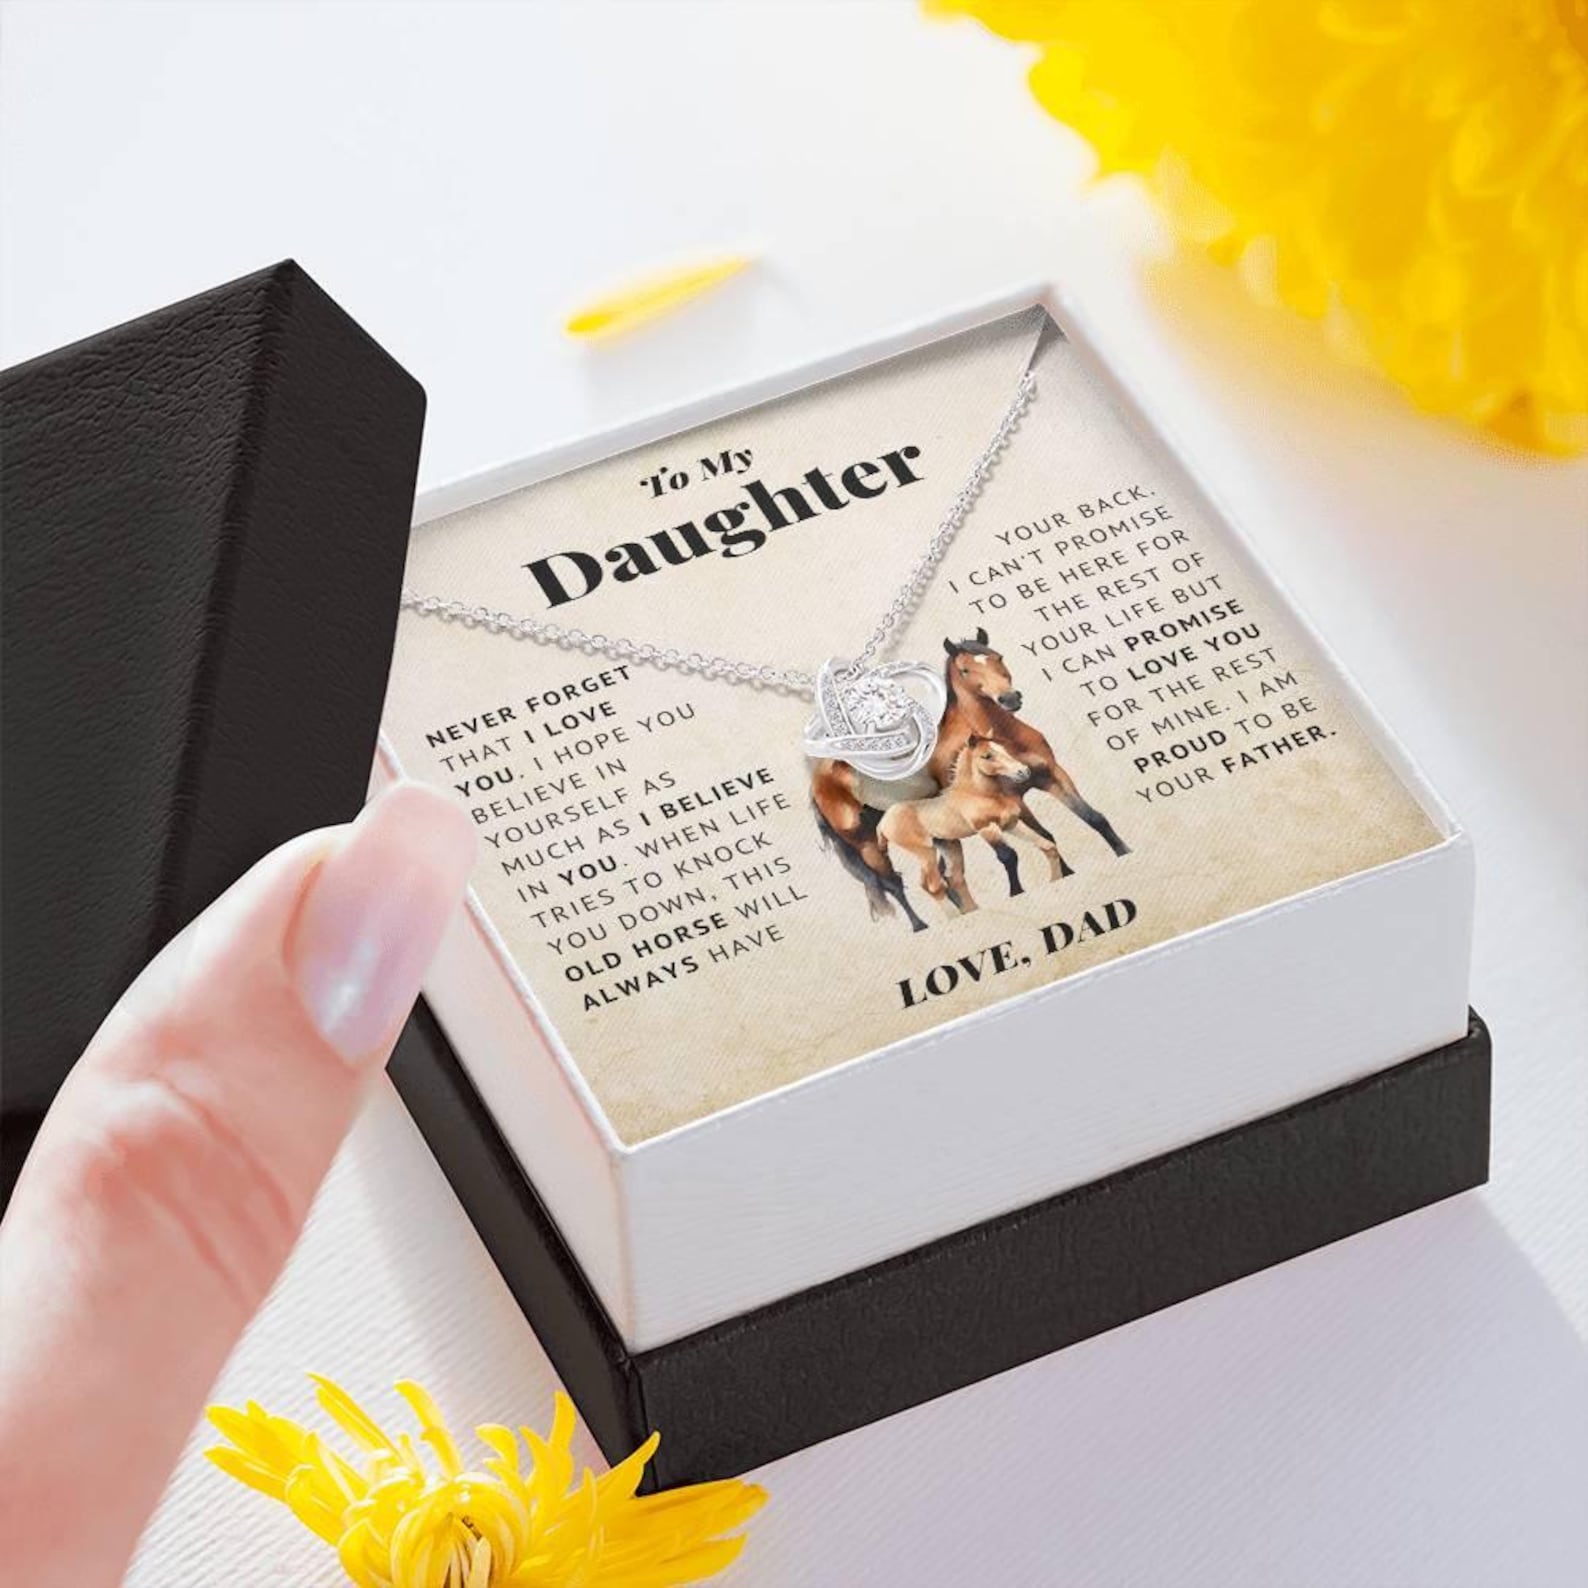 To My
Daughter
NEVER FORGET
THAT I LOVE
YOU. I HOPE YOU
BELIEVE IN
YOURSELF AS
MUCH AS I BELIEVE
IN YOU. WHEN LIFE
TRIES TO KNOCK
YOU DOWN, THIS
OLD HORSE WILL
ALWAYS HAVE
YOUR BACK.
I CAN'T PROMISE
TO BE HERE FOR
THE REST OF
YOUR LIFE BUT
I CAN PROMISE
TO LOVE YOU
FOR THE REST
OF MINE. I AM
PROUD TO BE
YOUR FATHER.
LOVE, DAD